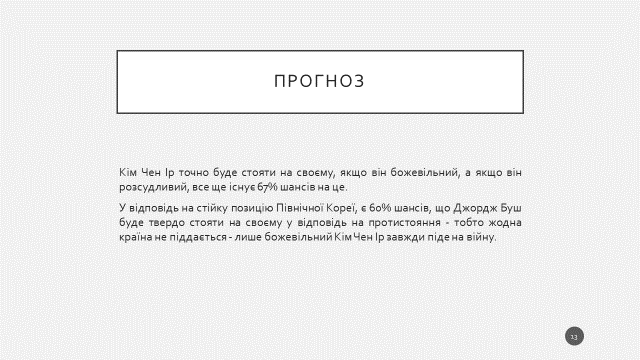 ПРОГНОЗ
Кім Чен Ір точно буде стояти на своєму, якщо він божевільний, а якщо він
розсудливий, все ще існує 67% шансів на це.
У відповідь на стійку позицію Північної Кореї, є 60% шансів, що Джордж Буш
буде твердо стояти на своєму у відповідь на протистояння - тобто жодна
країна не піддається - лише божевільний Кім Чен Ір завжди піде на війну.
13